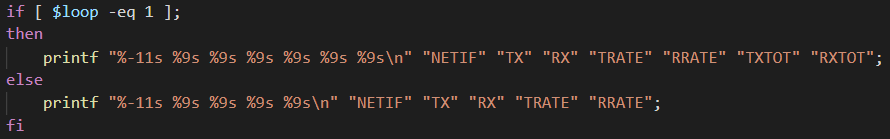 if [ $loop -eq 1 ];
then
    printf "%-11s %9s %9s %9s %9s %9s %9s\n" "NETIF" "TX" "RX" "TRATE" "RRATE" "TXTOT" "RXTOT";
else
    printf "%-11s %9s %9s %9s %9s\n" "NETIF" "TX" "RX" "TRATE" "RRATE";
fi